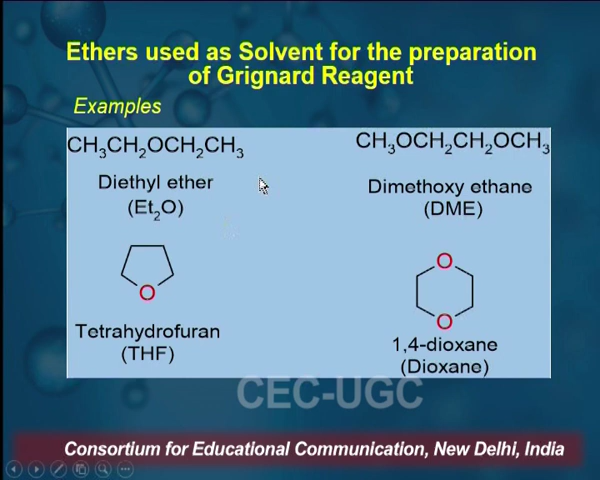 Ethers used as Solvent for the preparation
of Grignard Reagent
Examples
CH₃CH₂OCH₂CH₃
Diethyl ether
(Et₂O)
CH₃OCH₂CH₂OCH₃
Dimethoxy ethane
(DME)
O
Tetrahydrofuran
(THF)
O
O
1,4-dioxane
(Dioxane)
CEC-UGC
Consortium for Educational Communication, New Delhi, India